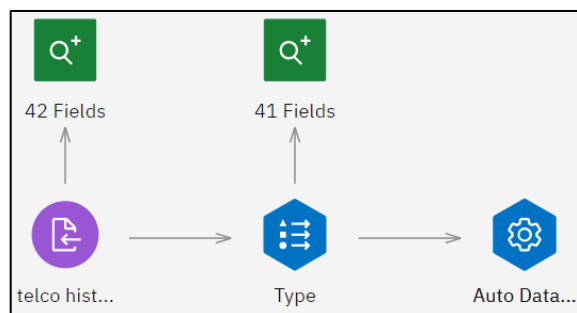 42 Fields
41 Fields
telco hist...
Type
Auto Data...